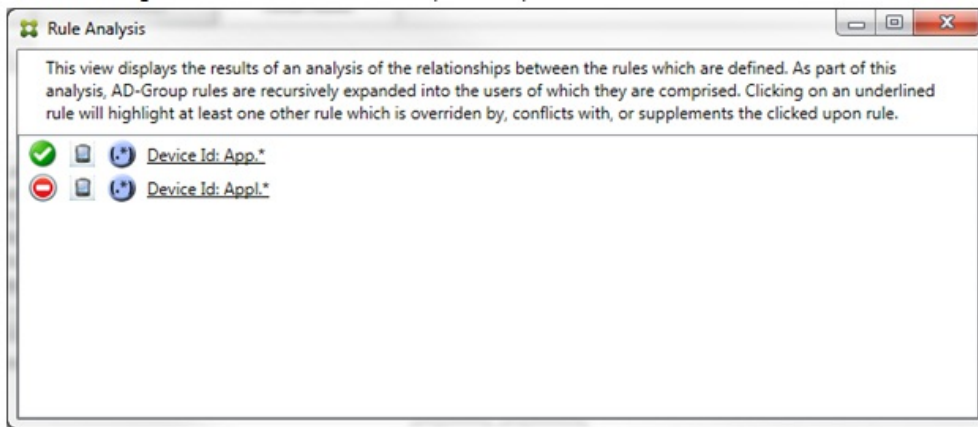 Rule Analysis
This view displays the results of an analysis of the relationships between the rules which are defined. As part of this
analysis, AD-Group rules are recursively expanded into the users of which they are comprised. Clicking on an underlined
rule will highlight at least one other rule which is overriden by, conflicts with, or supplements the clicked upon rule.
(.*) Device Id: App.*
(.*) Device Id: Appl.*